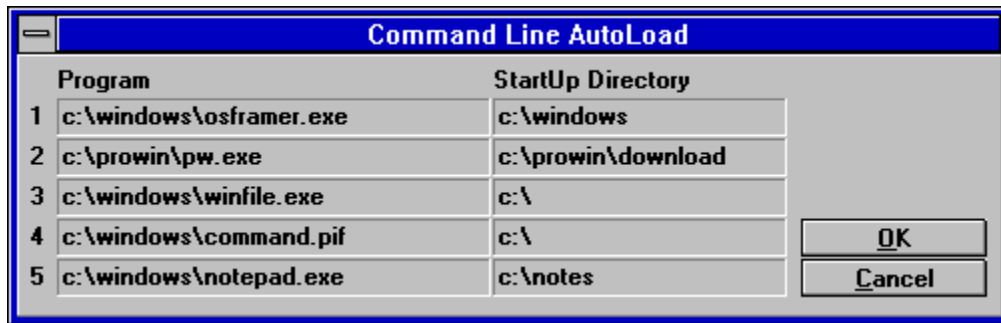 Command Line AutoLoad
Program StartUp Directory
1 c:\windows\osframer.exe c:\windows
2 c:\prowin\pw.exe c:\prowin\download
3 c:\windows\winfile.exe c:\
4 c:\windows\command.pif c:\ OK
5 c:\windows\notepad.exe c:\notes Cancel